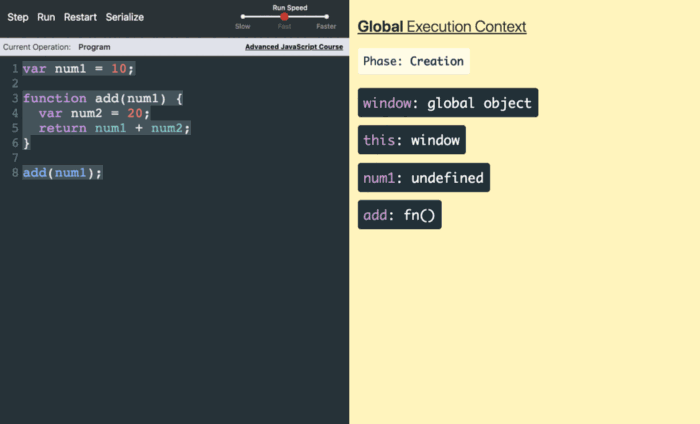 Step Run Restart Serialize
Run Speed
Slow Fast Faster
Current Operation: Program Advanced JavaScript Course
1 var num1 = 10;
2
3 function add(num1) {
4   var num2 = 20;
5   return num1 + num2;
6 }
7
8 add(num1);
Global Execution Context
Phase: Creation
window: global object
this: window
num1: undefined
add: fn()